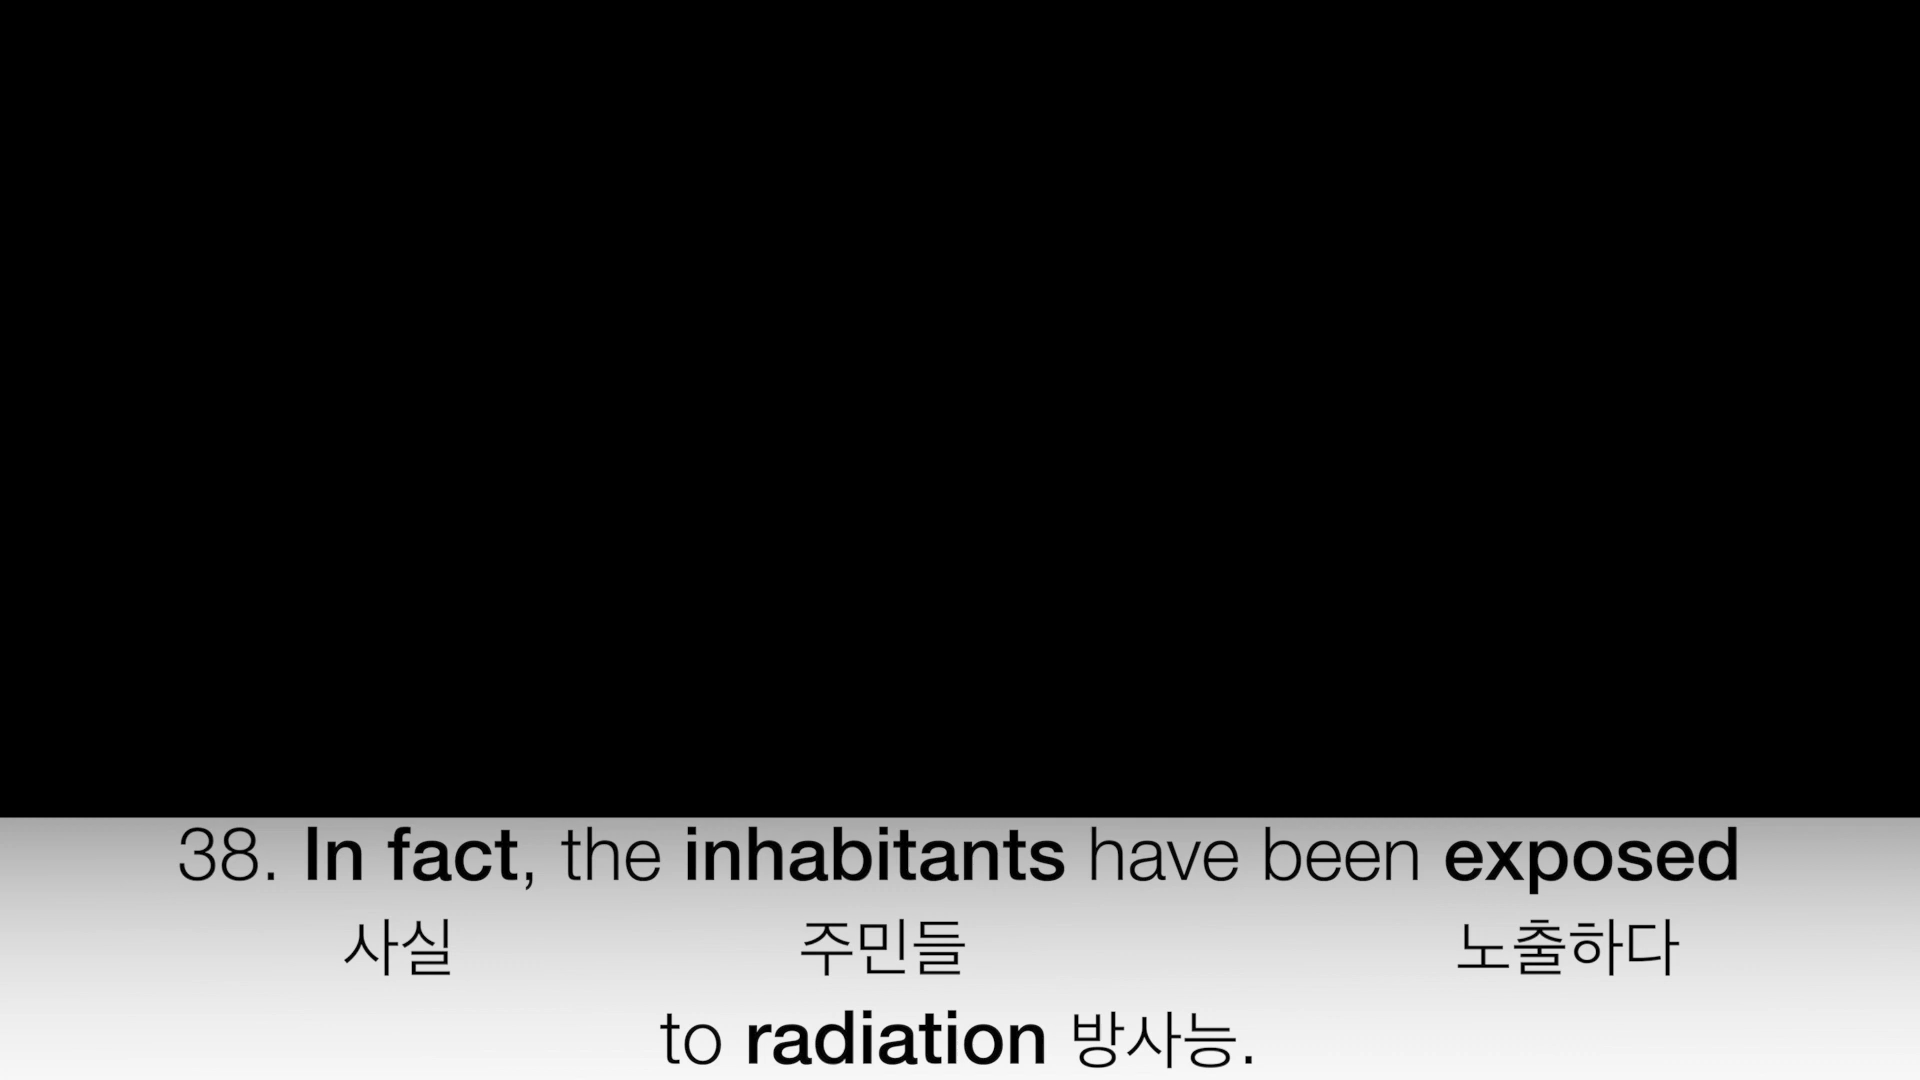 38. In fact, the inhabitants have been exposed
사실 주민들 노출하다
to radiation 방사능.